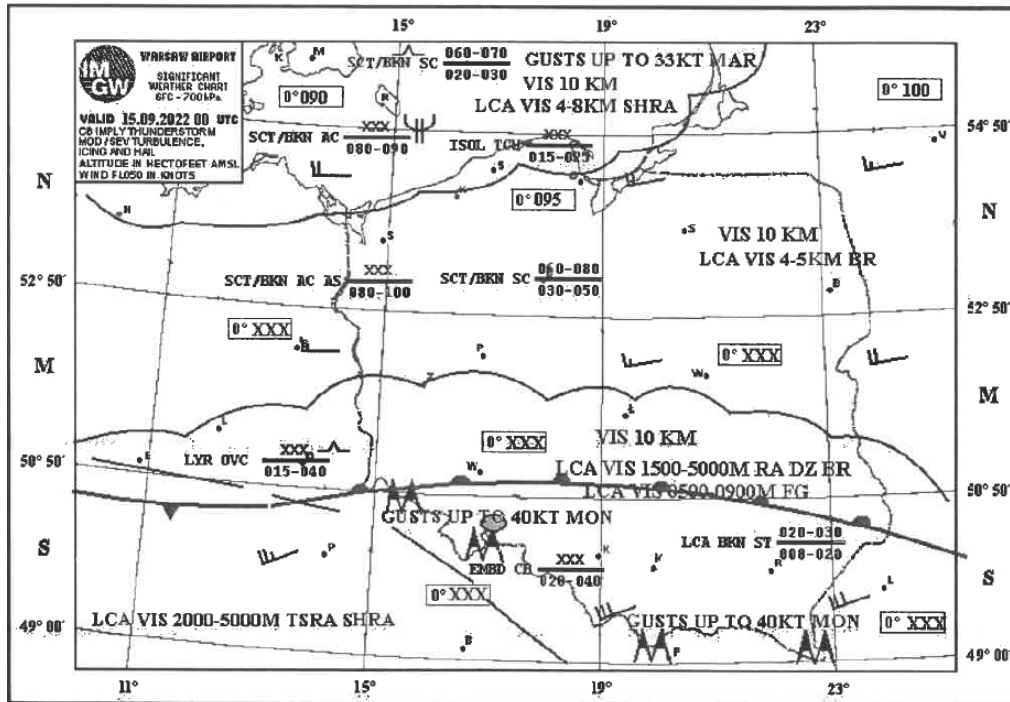 15°
19°
23°
IM
GW
WARSAW AIRPORT
SIGNIFICANT
WEATHER CHART
VALID 15.09.2022 00 UTC
CB IMPLY THUNDERSTORM
MOD/SEV TURBULENCE,
ICING AND HAIL
ALTITUDE IN HECTOFEET AMSL
WIND FL050 IN KNOTS
K
M
SCT/BKN SC
060-070
020-030
GUSTS UP TO 33KT MAR
VIS 10 KM
LCA VIS 4-8KM SHRA
0°090
R
0°100
SCT/BKN AC
XXX
080-090
ISOL TCU
XXX
015-025
54° 50'
V
N
N
S
G
H
0°095
S
S
VIS 10 KM
LCA VIS 4-5KM BR
52° 50'
SCT/BKN AC AS
XXX
080-100
SCT/BKN SC
060-080
030-050
B
52° 50'
0° XXX
P
0° XXX
W
M
M
L
Ł
50° 50'
E
LYR OVC
XXX
015-040
0° XXX
W
VIS 10 KM
LCA VIS 1500-5000M RA DZ BR
LCA VIS 0500-0900M FG
50° 50'
GUSTS UP TO 40KT MON
S
P
EMBD CB
XXX
020-040
K
K
R
LCA BKN ST
020-030
008-020
S
L
0° XXX
49° 00'
LCA VIS 2000-5000M TSRA SHRA
GUSTS UP TO 40KT MON
0° XXX
B
P
49° 00'
11°
15°
19°
23°